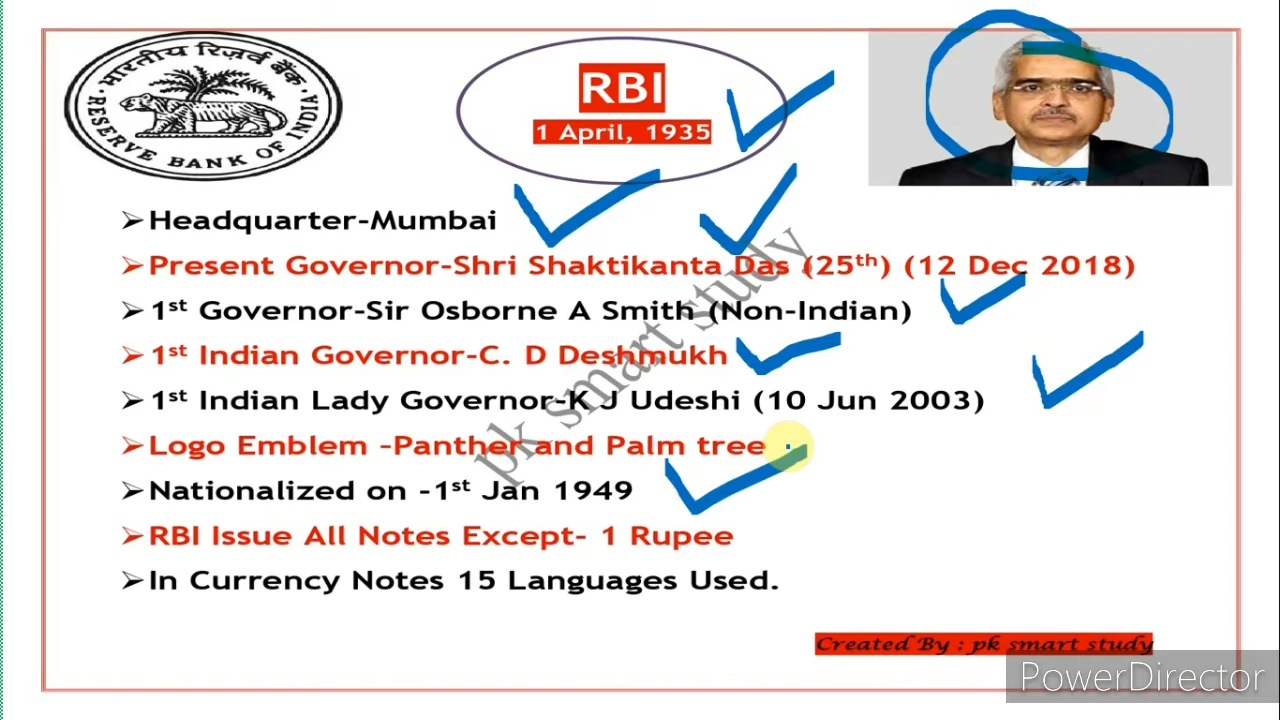 भारतीय रिज़र्व बैंक
RESERVE BANK OF INDIA
RBI
1 April, 1935
➢Headquarter-Mumbai
➢Present Governor-Shri Shaktikanta Das (25th) (12 Dec 2018)
➢1st Governor-Sir Osborne A Smith (Non-Indian)
➢1st Indian Governor-C. D Deshmukh
➢1st Indian Lady Governor-K J Udeshi (10 Jun 2003)
➢Logo Emblem -Panther and Palm tree
➢Nationalized on -1st Jan 1949
➢RBI Issue All Notes Except- 1 Rupee
➢In Currency Notes 15 Languages Used.
pk smart study
Created By : pk smart study
PowerDirector